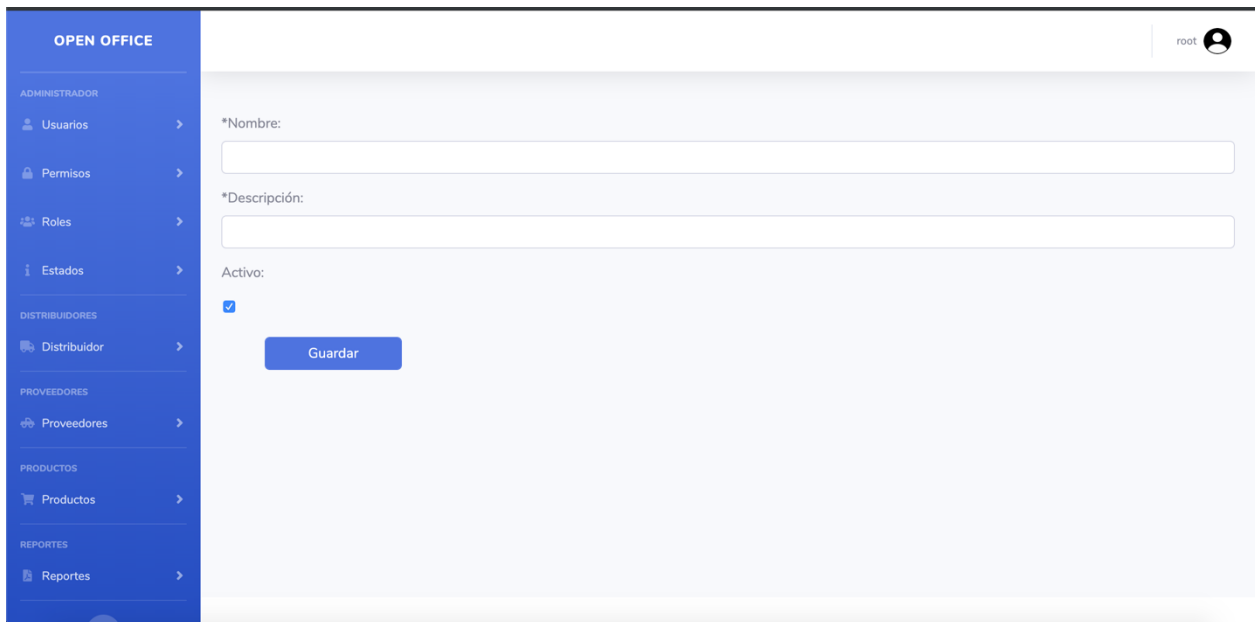 OPEN OFFICE
root
ADMINISTRADOR
Usuarios
Permisos
Roles
Estados
DISTRIBUIDORES
Distribuidor
PROVEEDORES
Proveedores
PRODUCTOS
Productos
REPORTES
Reportes
*Nombre:
*Descripción:
Activo:
Guardar